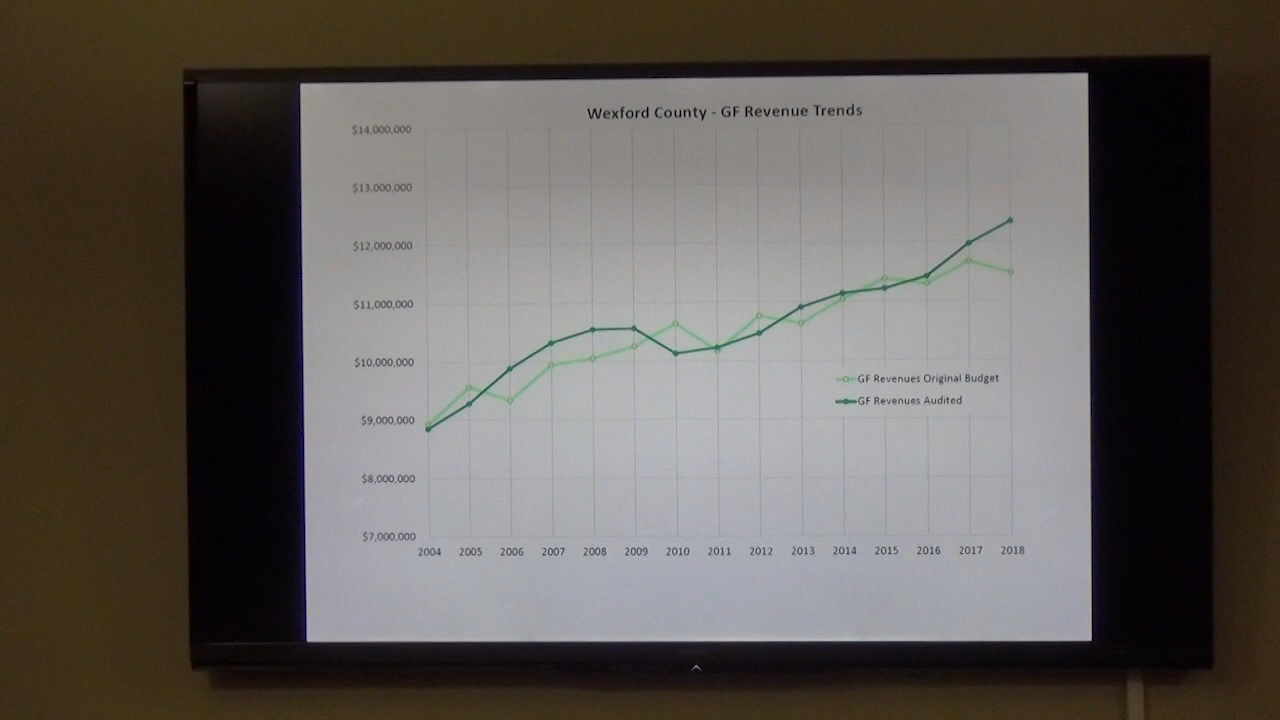 Wexford County - GF Revenue Trends
$14,000,000
$13,000,000
$12,000,000
$11,000,000
$10,000,000
$9,000,000
$8,000,000
$7,000,000
GF Revenues Original Budget
GF Revenues Audited
2004 2005 2006 2007 2008 2009 2010 2011 2012 2013 2014 2015 2016 2017 2018